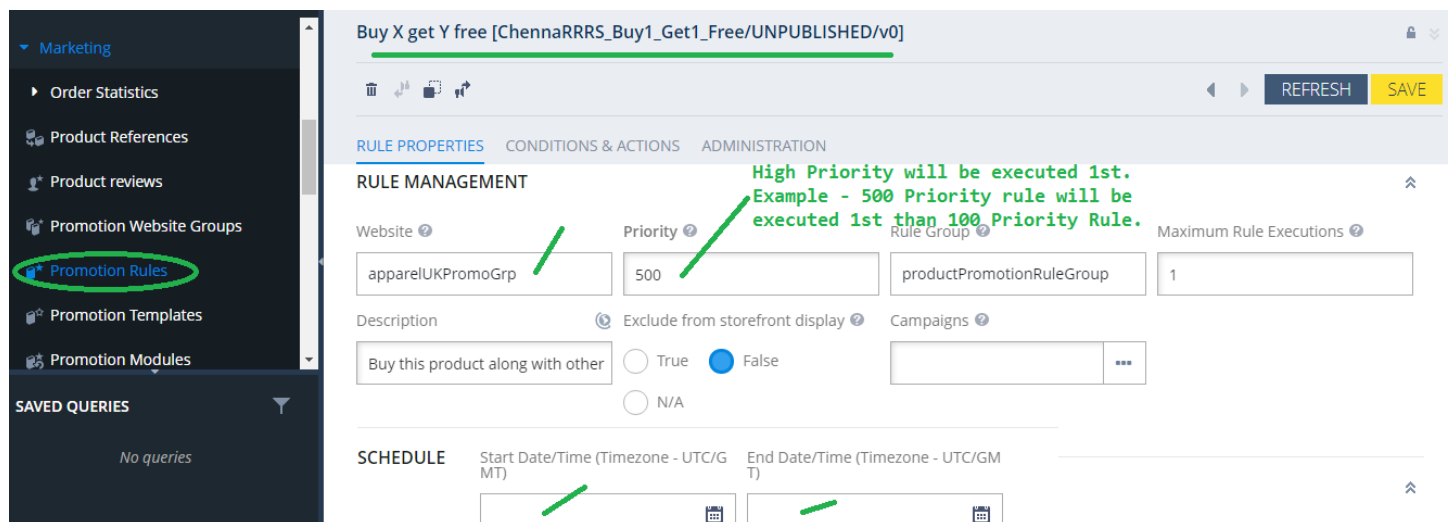 Marketing
Order Statistics
Product References
Product reviews
Promotion Website Groups
Promotion Rules
Promotion Templates
Promotion Modules
SAVED QUERIES
No queries
Buy X get Y free [ChennaRRRS_Buy1_Get1_Free/UNPUBLISHED/v0]
REFRESH SAVE
RULE PROPERTIES CONDITIONS & ACTIONS ADMINISTRATION
RULE MANAGEMENT
High Priority will be executed 1st.
Example - 500 Priority rule will be
executed 1st than 100 Priority Rule.
Website Priority Rule Group Maximum Rule Executions
apparelUKPromoGrp 500 productPromotionRuleGroup 1
Description Exclude from storefront display Campaigns
Buy this product along with other True False
N/A
SCHEDULE
Start Date/Time (Timezone - UTC/G
MT)
End Date/Time (Timezone - UTC/GM
T)